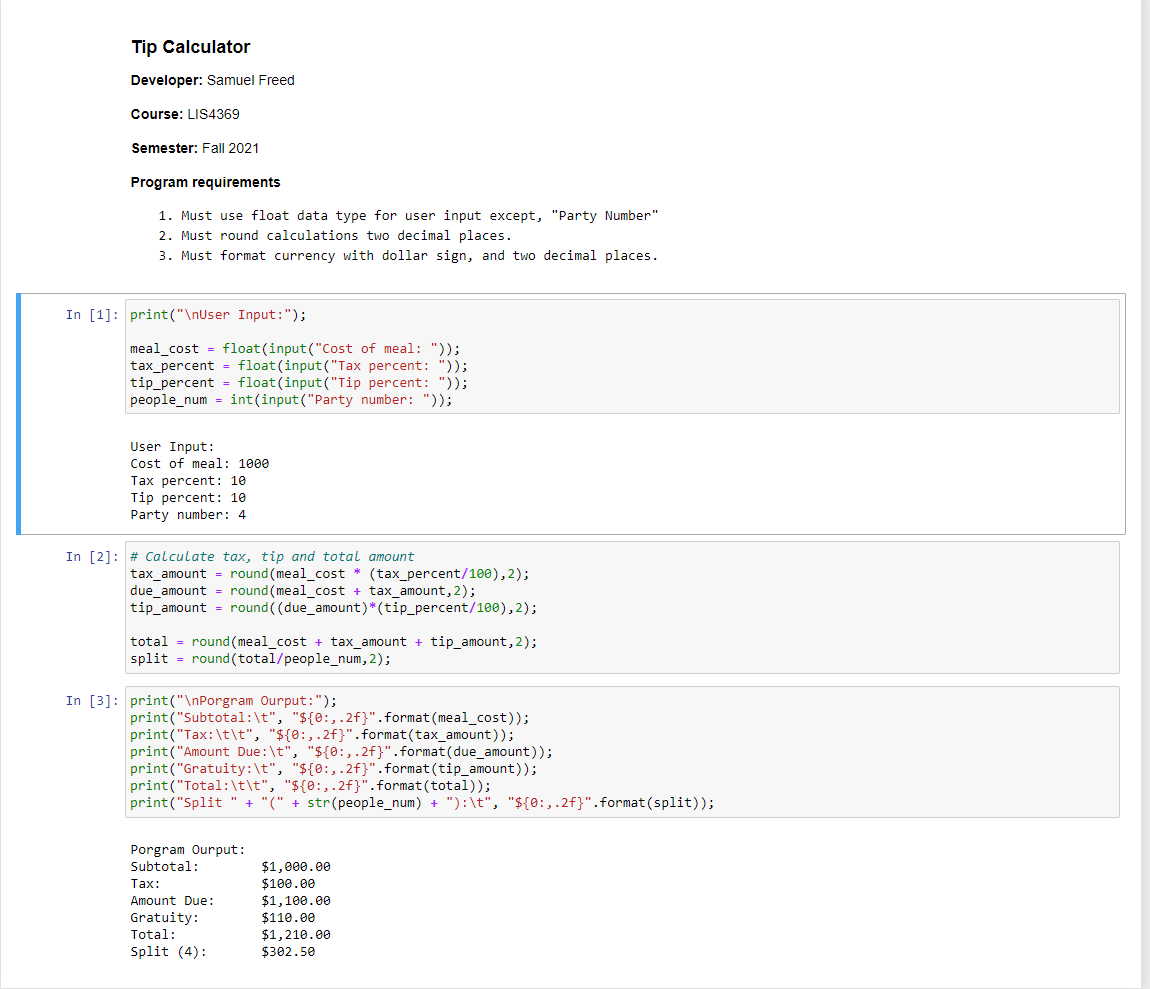 Tip Calculator
Developer: Samuel Freed
Course: LIS4369
Semester: Fall 2021
Program requirements
1. Must use float data type for user input except, "Party Number"
2. Must round calculations two decimal places.
3. Must format currency with dollar sign, and two decimal places.
In [1]: print("\nUser Input:");
meal_cost = float(input("Cost of meal: "));
tax_percent = float(input("Tax percent: "));
tip_percent = float(input("Tip percent: "));
people_num = int(input("Party number: "));
User Input:
Cost of meal: 1000
Tax percent: 10
Tip percent: 10
Party number: 4
In [2]: # Calculate tax, tip and total amount
tax_amount = round(meal_cost * (tax_percent/100),2);
due_amount = round(meal_cost + tax_amount,2);
tip_amount = round((due_amount)*(tip_percent/100),2);
total = round(meal_cost + tax_amount + tip_amount,2);
split = round(total/people_num,2);
In [3]: print("\nPorgram Ourput:");
print("Subtotal:\t", "${0:,.2f}".format(meal_cost));
print("Tax:\t\t", "${0:,.2f}".format(tax_amount));
print("Amount Due:\t", "${0:,.2f}".format(due_amount));
print("Gratuity:\t", "${0:,.2f}".format(tip_amount));
print("Total:\t\t", "${0:,.2f}".format(total));
print("Split " + "(" + str(people_num) + "):\t", "${0:,.2f}".format(split));
Porgram Ourput:
Subtotal: $1,000.00
Tax: $100.00
Amount Due: $1,100.00
Gratuity: $110.00
Total: $1,210.00
Split (4): $302.50